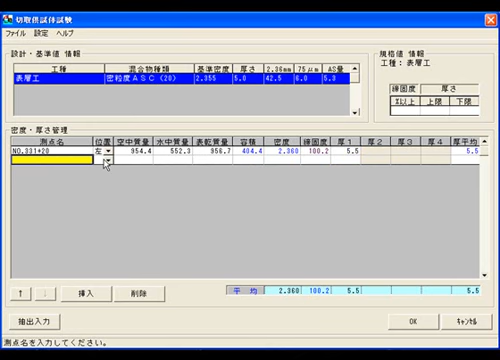 切取供試体試験
ファイル 設定 ヘルプ
設計・基準値 情報
工種 混合物種類 基準密度 厚さ 2.36mm 75μm AS量
表層工 密粒度ASC(20) 2.355 5.0 42.5 6.0 5.3
規格値 情報
工種: 表層工
締固度 厚さ
X以上 上限 下限
密度・厚さ管理
測点名 位置 空中質量 水中質量 表乾質量 容積 密度 締固度 厚1 厚2 厚3 厚4 厚平均
NO.331+20 左 954.4 552.3 956.7 404.4 2.360 100.2 5.5 5.5
↑ ↓ 挿入 削除 平 均 2.360 100.2 5.5 5.5
抽出入力 OK キャンセル
測点名を入力してください。